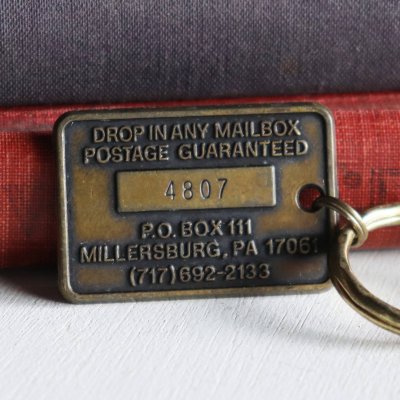 DROP IN ANY MAILBOX
POSTAGE GUARANTEED
4807
P.O. BOX 111
MILLERSBURG, PA 17061
(717) 692-2133